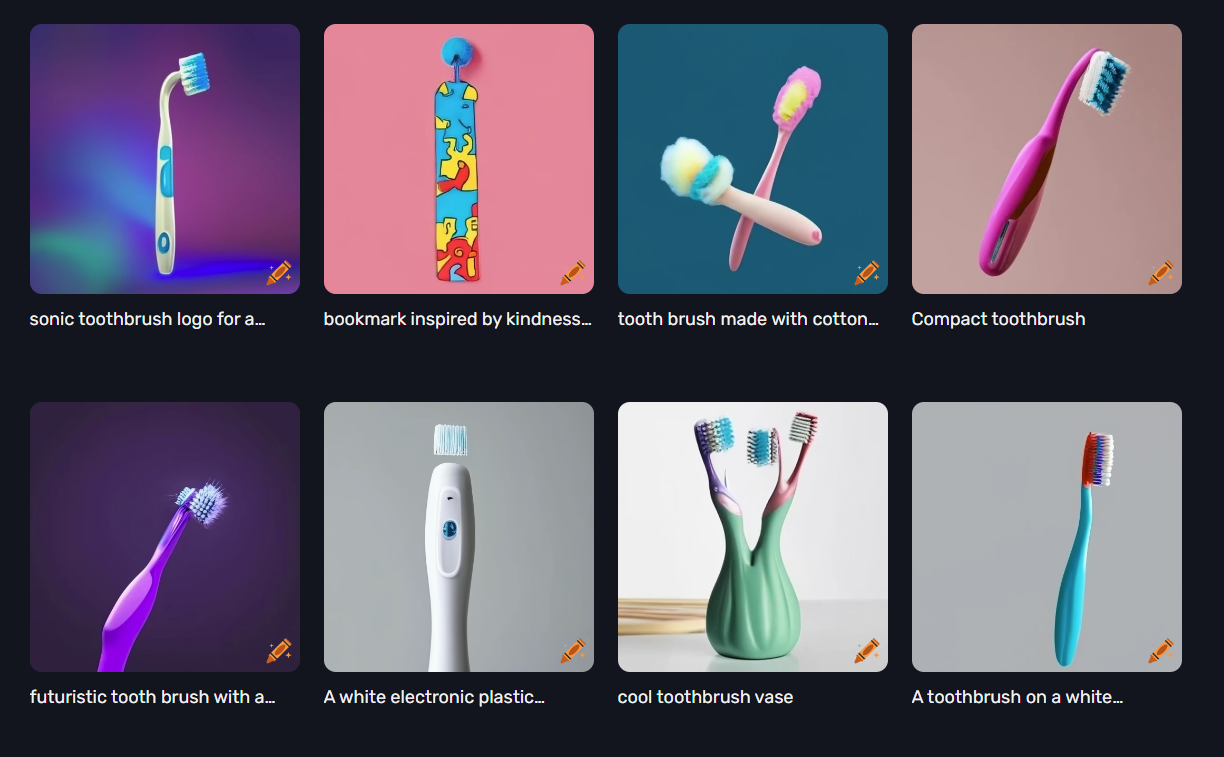 sonic toothbrush logo for a...
bookmark inspired by kindness...
tooth brush made with cotton...
Compact toothbrush
futuristic tooth brush with a...
A white electronic plastic...
cool toothbrush vase
A toothbrush on a white...